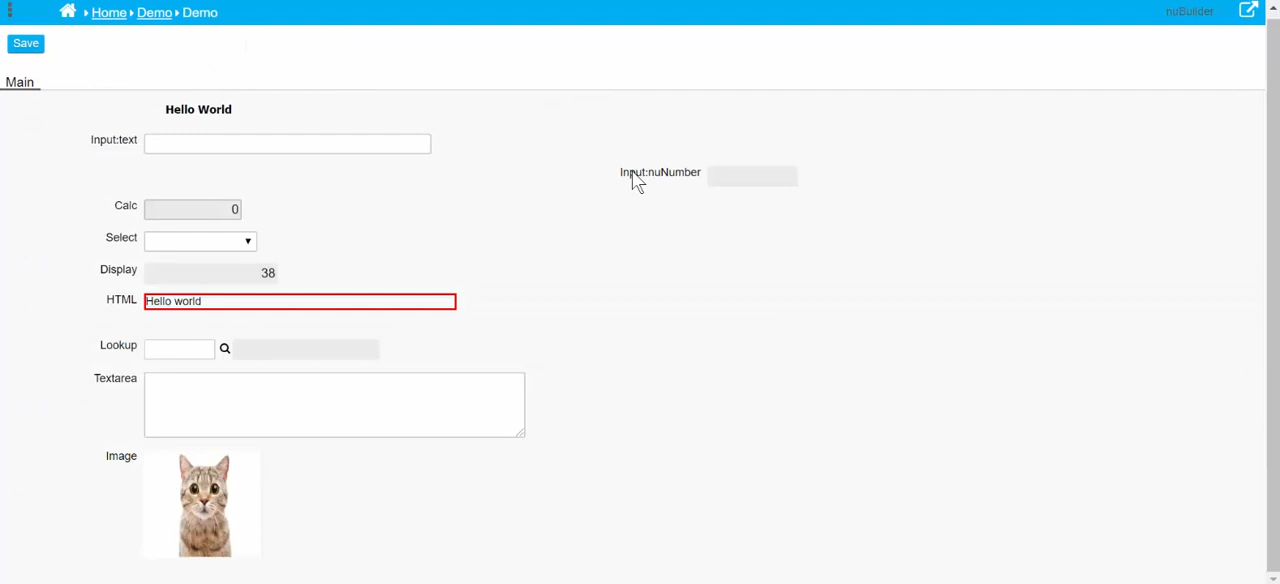 Home Demo Demo nuBuilder
Save
Main
Hello World
Input:text
Input:nuNumber
Calc 0
Select
Display 38
HTML Hello world
Lookup
Textarea
Image